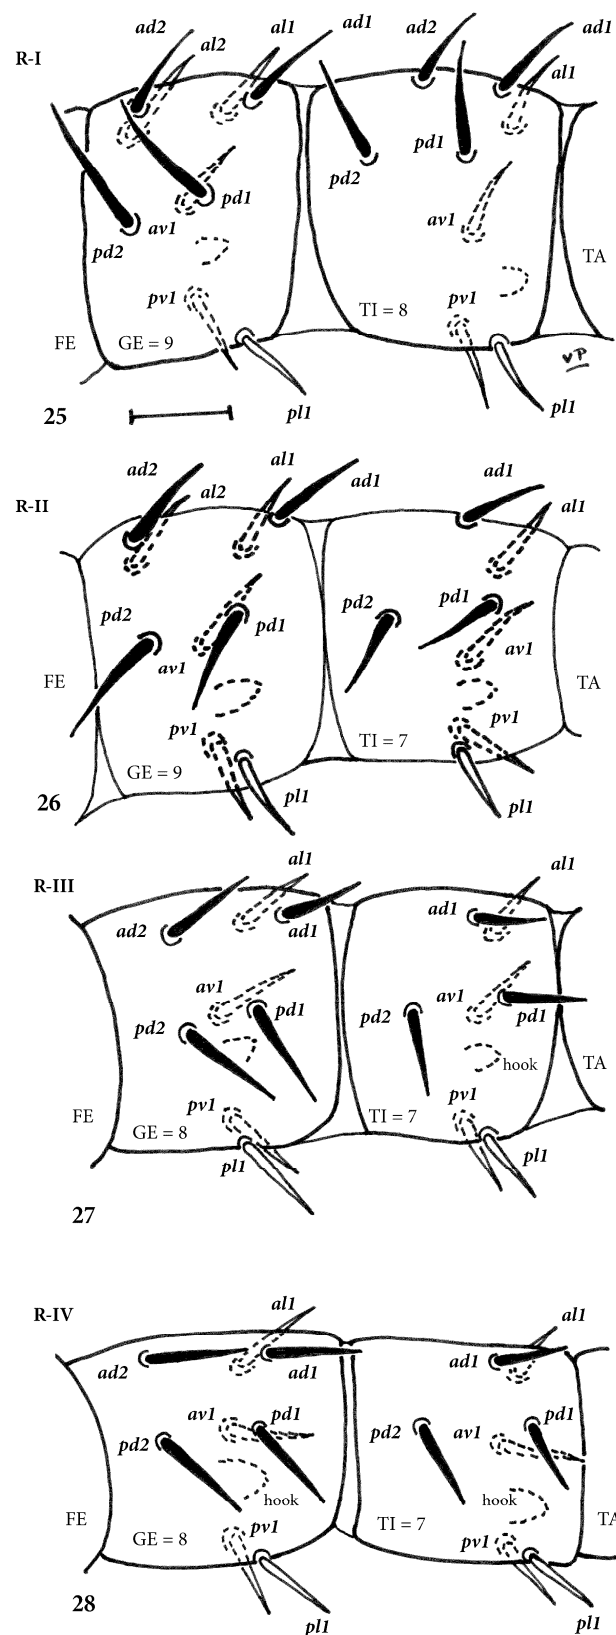 R-I
ad2 al2 al1 ad1 ad2 ad1 al1
pd1
pd2
pd1
av1
av1
pd2
pv1 pv1
TA
TI = 8
FE GE = 9
VP
25
pl1 pl1
R-II
ad2 al2 al1 ad1 ad1 al1
pd2 pd1 pd2 pd1
av1 av1
FE TA
pv1 pv1
GE = 9 TI = 7
26
pl1 pl1
R-III
al1 al1
ad2 ad1 ad1
av1 av1
pd2 pd1 pd2 pd1
hook TA
FE pv1 pv1
GE = 8 TI = 7
pl1 pl1
27
R-IV
al1 al1
ad2 ad1 ad1
av1 pd1 av1 pd1
pd2 pd2
hook hook
FE pv1 pv1 TA
GE = 8 TI = 7
28
pl1 pl1